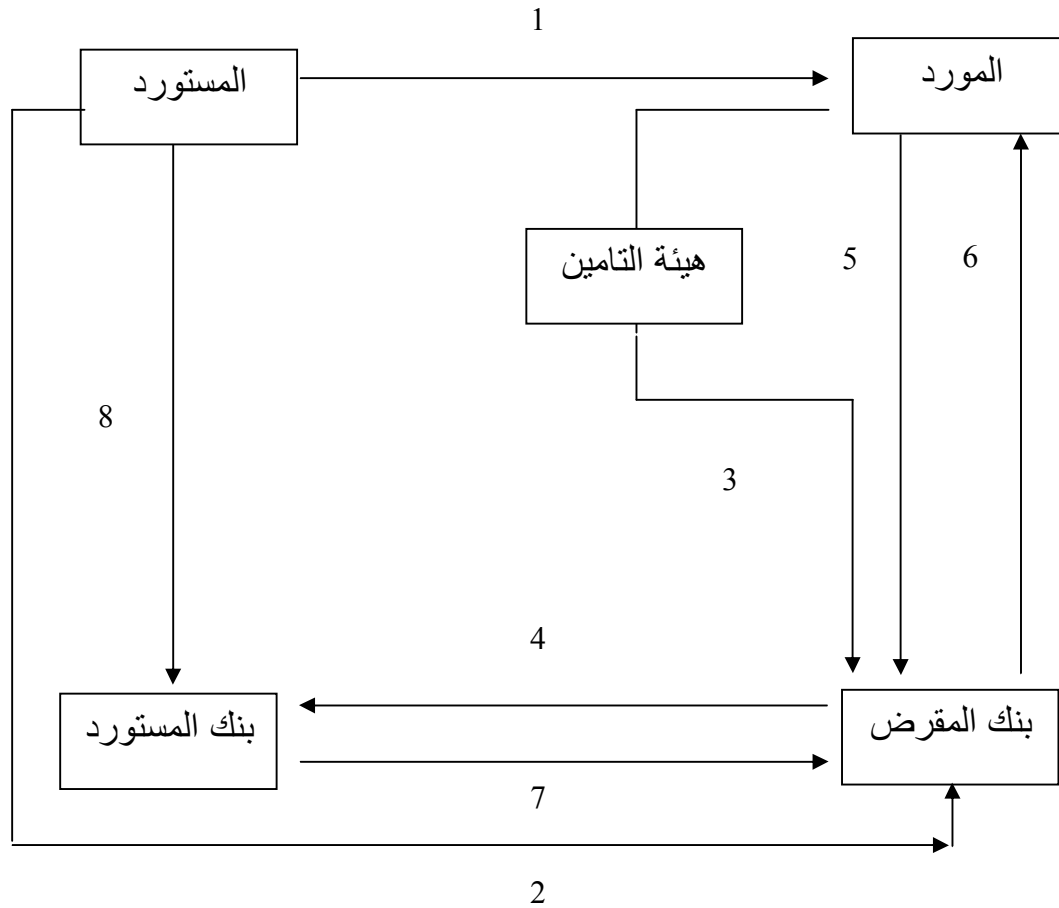 1
المستورد
المورد
هيئة التامين
5
6
8
3
4
بنك المستورد
بنك المقرض
7
2